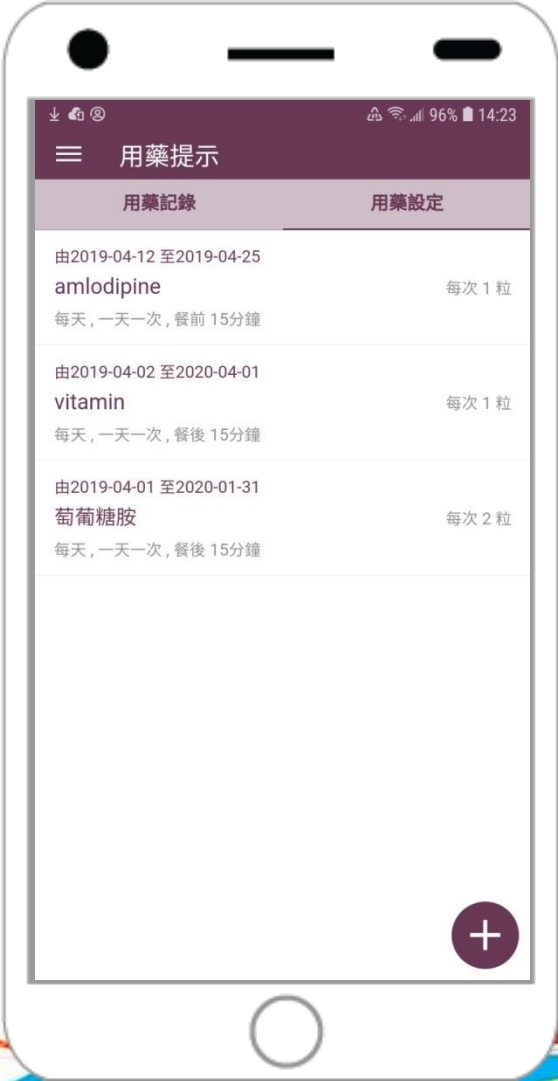 96% 14:23
用藥提示
用藥記錄 用藥設定
由2019-04-12 至2019-04-25
amlodipine 每次 1 粒
每天 , 一天一次 , 餐前 15分鐘
由2019-04-02 至2020-04-01
vitamin 每次 1 粒
每天 , 一天一次 , 餐後 15分鐘
由2019-04-01 至2020-01-31
萄葡糖胺 每次 2 粒
每天 , 一天一次 , 餐後 15分鐘